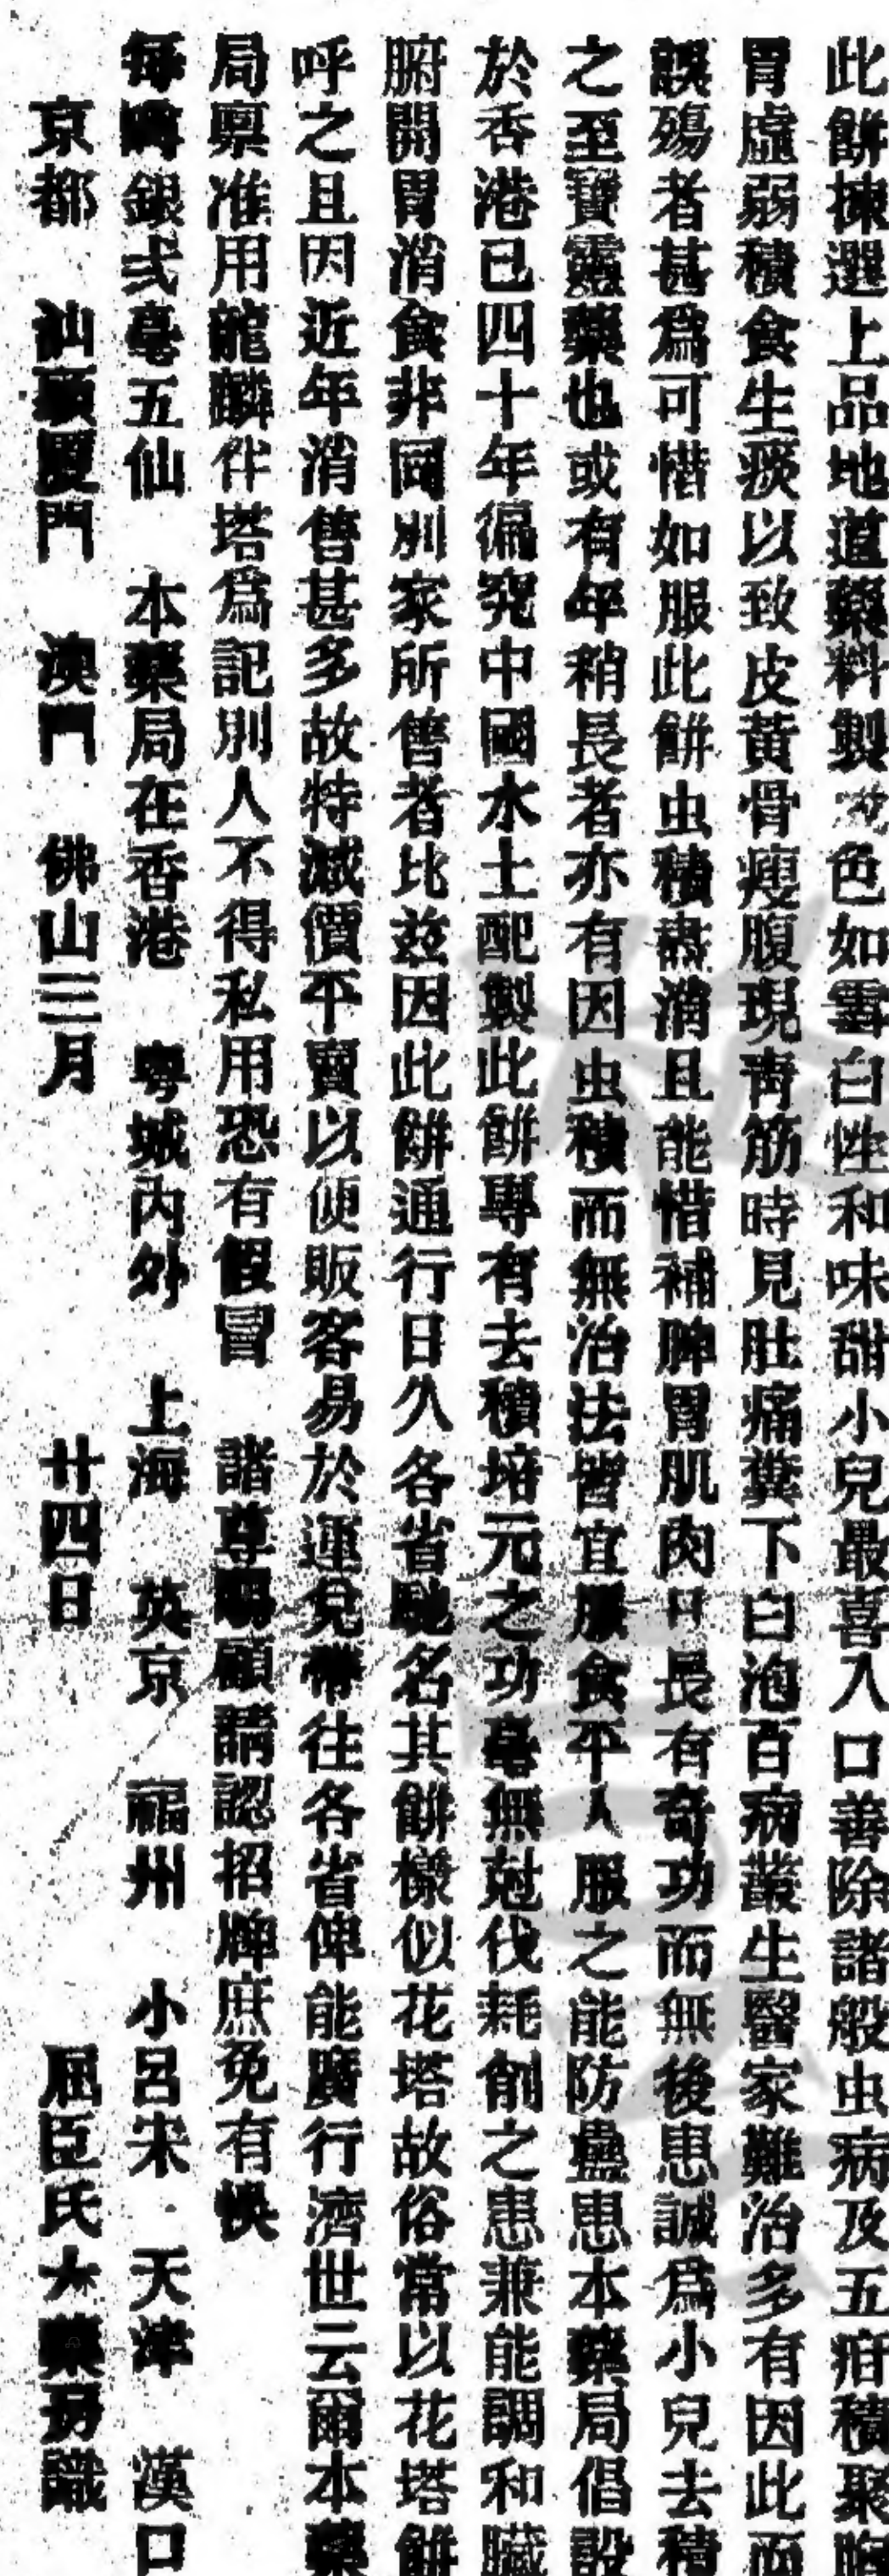 此餅揀選上品地道藥料製 色如雪白性和味甜小兒最喜入口善除諸般虫病及五疳積聚
胃虛弱積食生痰以致皮黃骨瘦腹現靑筋時見肚痛糞下白泡百病叢生醫家難治多有因此而
誤殤者甚爲可惜如服此餅虫積盡消且能惜補脾胃肌肉 長有奇功而無後患誠爲小兒去積
之至寶靈藥也或有年稍長者亦有因虫積而無治法皆宜服食平人服之能防蠱患本藥局倡設
於香港已四十年徧究中國水土配製此餅專有去積培元之功毫無尅伐耗削之患兼能調和臟
腑開胃消食非同別家所售者比兹因此餅通行日久各省馳名其餅樣似花塔故俗常以花塔餅
呼之且因近年消售甚多故特減價平賣以便販客易於運兌帶往各省俾能廣行濟世云爾本藥
局禀准用龍麟伴塔爲記別人不得私用恐有假冒 諸尊賜顧請認招牌庶免有悞
每 銀弍毫五仙 本藥局在香港 粤城內外 上海 英京 福州 小呂宋 天津 漢口
京都 汕頭厦門 澳門 佛山三月 廿四日 屈臣氏大藥房識